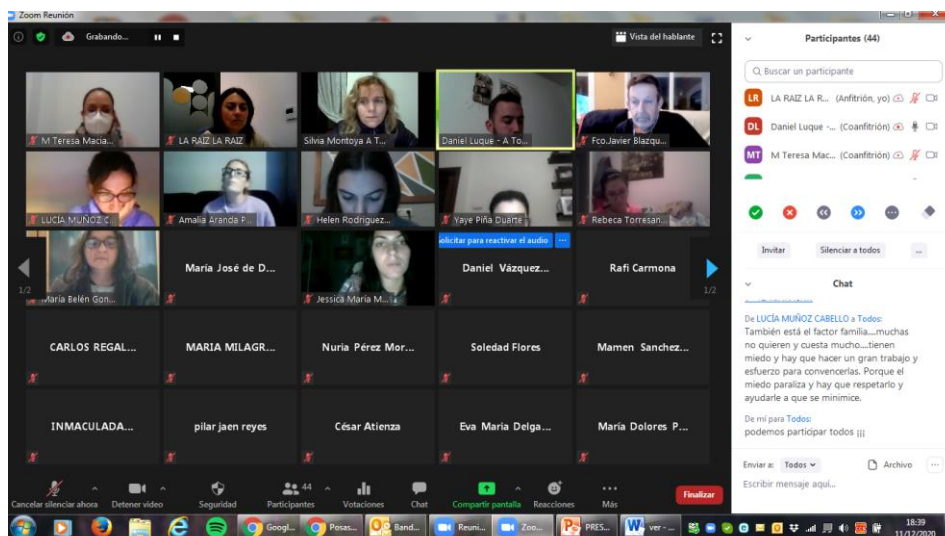 Zoom Reunión
Grabando...
Vista del hablante
M Teresa Macia...
LA RAIZ LA RAIZ
Silvia Montoya A T...
Daniel Luque - A To...
Fco.Javier Blazqu...
LUCÍA MUÑOZ C...
Amalia Aranda P...
Helen Rodriguez...
Yaye Piña Duarte
Rebeca Torresan...
solicitar para reactivar el audio ...
María Belén Gon...
María José de D...
Jessica María M...
Daniel Vázquez...
Rafi Carmona
1/2
1/2
CARLOS REGAL...
MARIA MILAGR...
Nuria Pérez Mor...
Soledad Flores
Mamen Sanchez...
INMACULADA...
pilar jaen reyes
César Atienza
Eva Maria Delga...
María Dolores P...
Cancelar silenciar ahora
Detener video
Seguridad
Participantes
44
Votaciones
Chat
Compartir pantalla
Reacciones
Más
Finalizar
Participantes (44)
Buscar un participante
LR LA RAIZ LA R... (Anfitrión, yo)
DL Daniel Luque -... (Coanfitrión)
MT M Teresa Mac... (Coanfitrión)
Invitar
Silenciar a todos
...
Chat
De LUCÍA MUÑOZ CABELLO a Todos:
También está el factor familia....muchas
no quieren y cuesta mucho....tienen
miedo y hay que hacer un gran trabajo y
esfuerzo para convencerlas. Porque el
miedo paraliza y hay que respetarlo y
ayudarle a que se minimice.
De mí para Todos:
podemos participar todos ¡¡¡
Enviar a: Todos
Archivo
...
Escribir mensaje aquí...
Googl...
Posas...
Band...
Reuni...
Zoo...
PRES...
ver - ...
18:39
11/12/2020